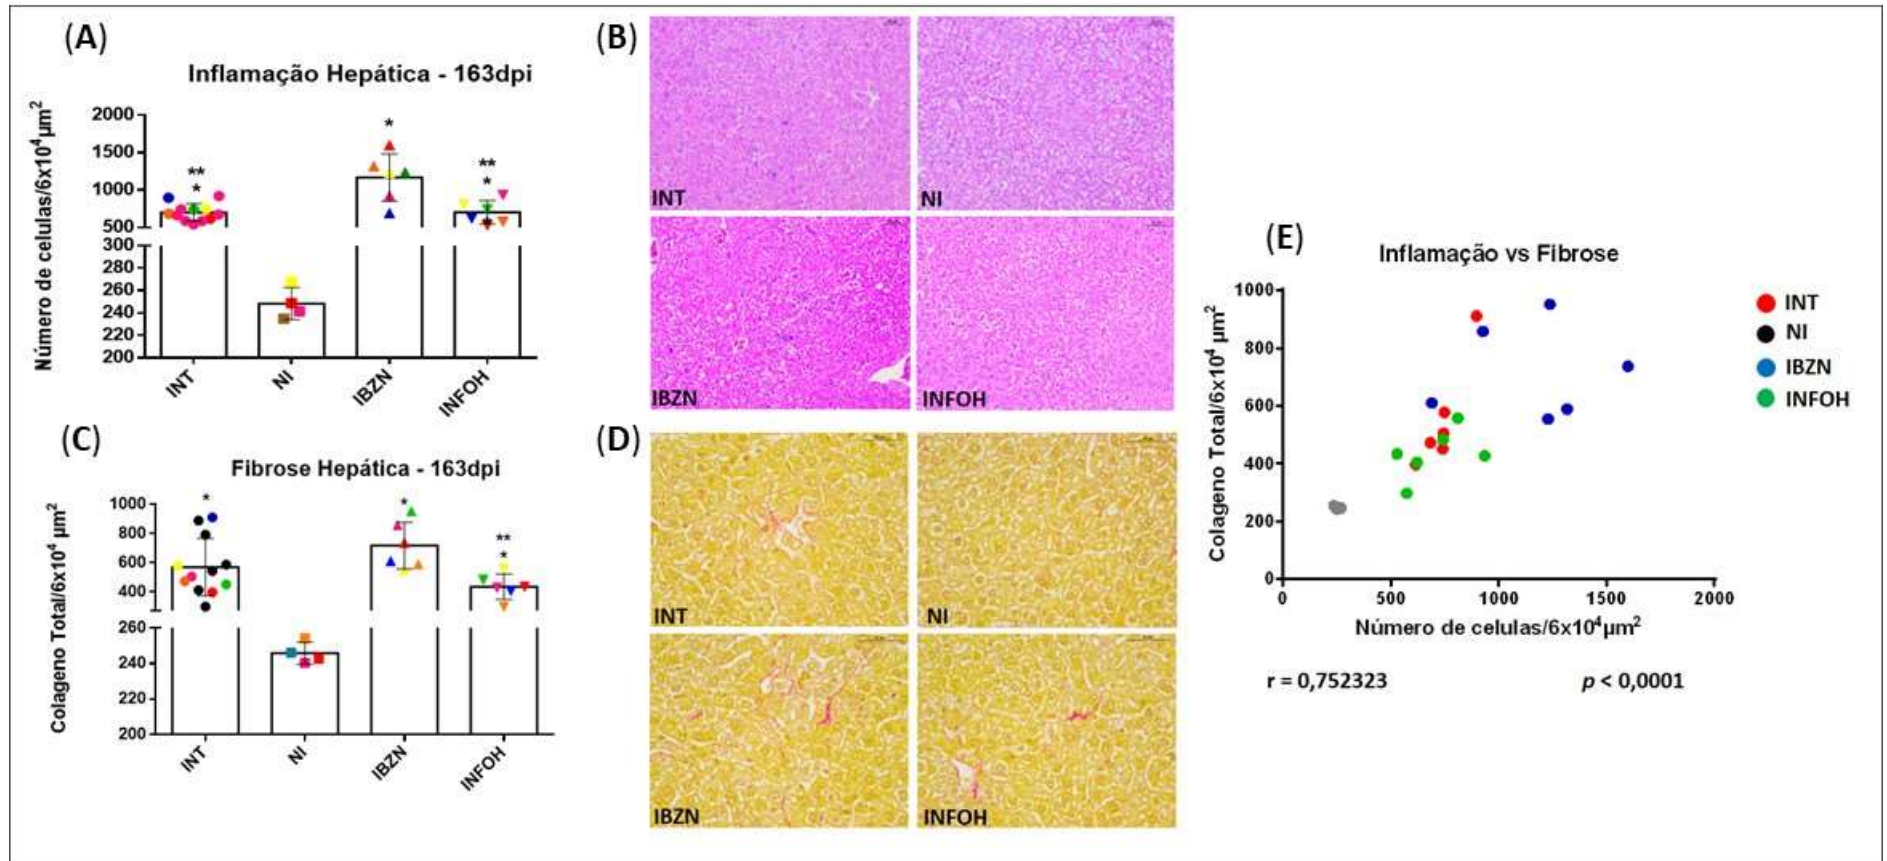 (A)
Inflamação Hepática - 163dpi
Número de celulas/6x10⁴µm²
2000
1500
1000
500
300
280
260
240
220
200
**
*
*
**
*
INT
NI
IBZN
INFOH
(B)
INT
NI
IBZN
INFOH
(C)
Fibrose Hepática - 163dpi
Colageno Total/6x10⁴ µm²
1000
800
600
400
260
240
220
200
*
*
**
*
INT
NI
IBZN
INFOH
(D)
INT
NI
IBZN
INFOH
(E)
Inflamação vs Fibrose
Colageno Total/6x10⁴ µm²
1000
800
600
400
200
0
0
500
1000
1500
2000
Número de celulas/6x10⁴µm²
INT
NI
IBZN
INFOH
r = 0,752323
p < 0,0001